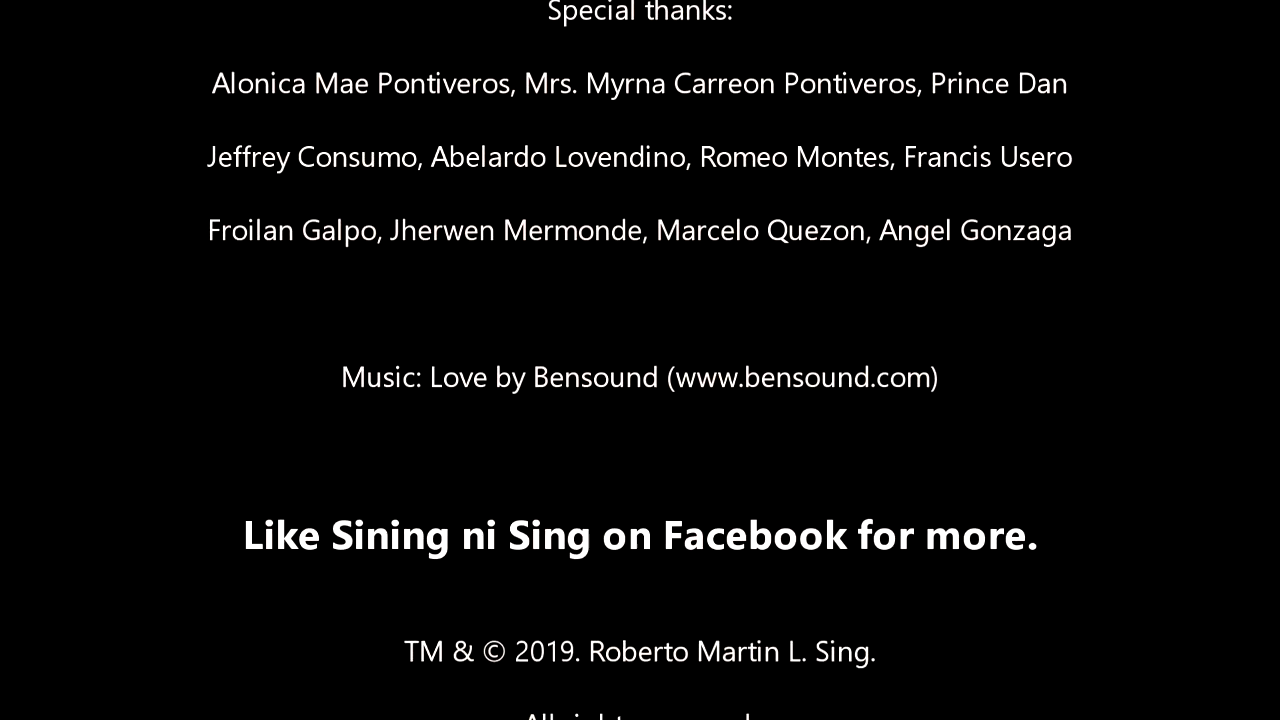 Special thanks:
Alonica Mae Pontiveros, Mrs. Myrna Carreon Pontiveros, Prince Dan
Jeffrey Consumo, Abelardo Lovendino, Romeo Montes, Francis Usero
Froilan Galpo, Jherwen Mermonde, Marcelo Quezon, Angel Gonzaga
Music: Love by Bensound (www.bensound.com)
Like Sining ni Sing on Facebook for more.
TM & © 2019. Roberto Martin L. Sing.